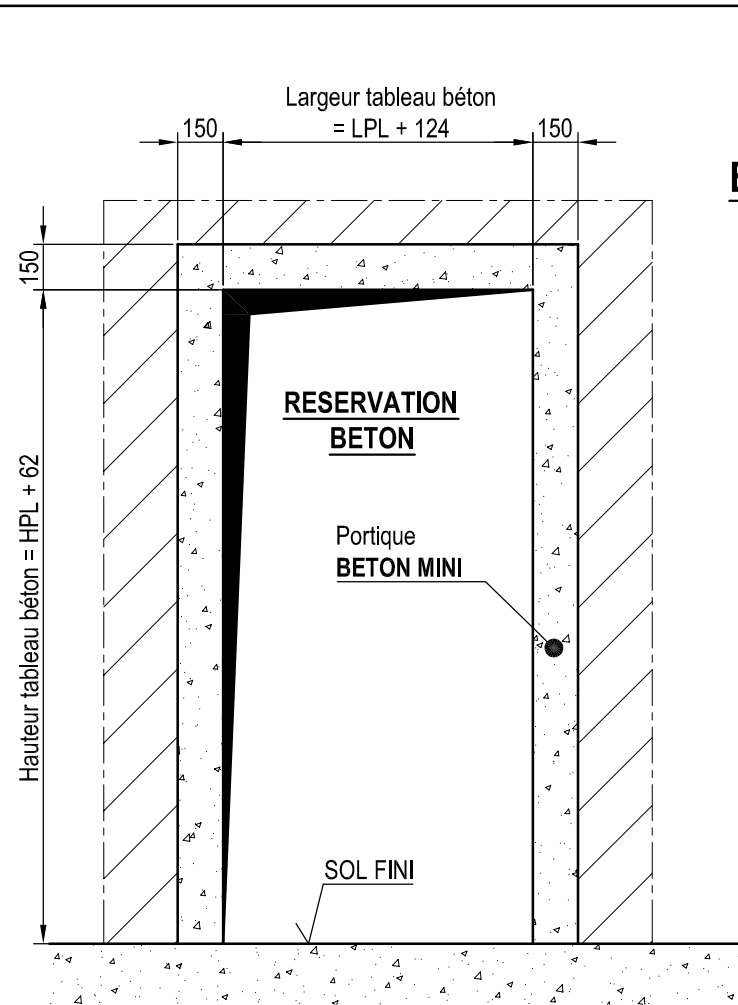 Largeur tableau béton
150
= LPL + 124
150
150
RESERVATION
BETON
Hauteur tableau béton = HPL + 62
Portique
BETON MINI
SOL FINI